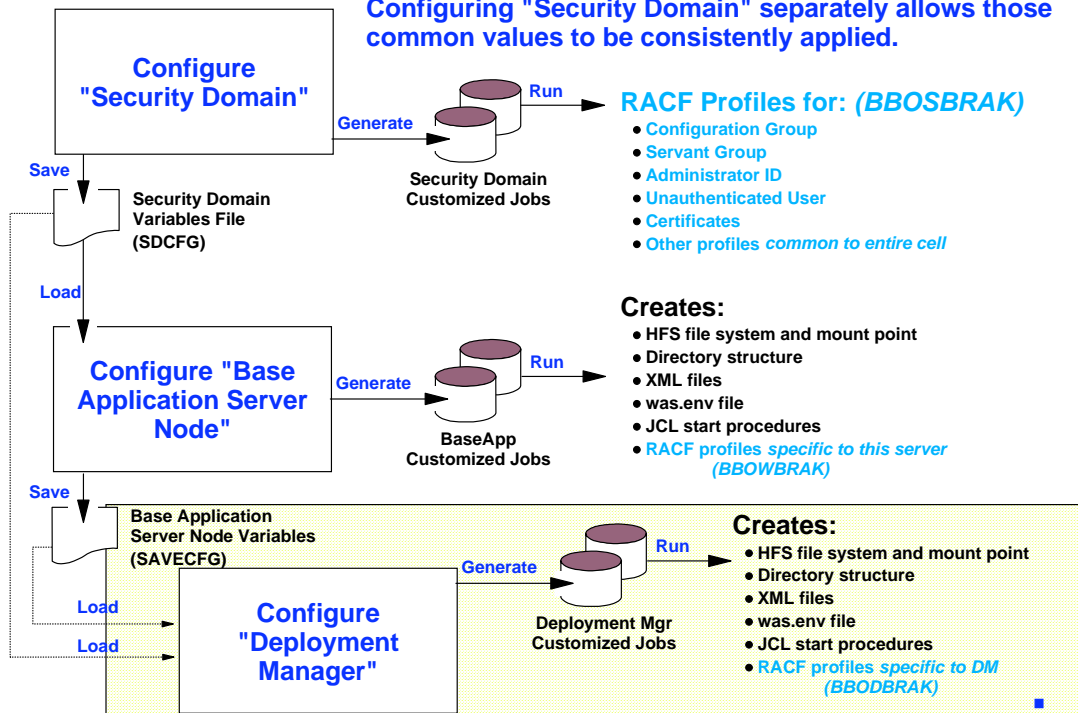 Configuring "Security Domain" separately allows those
common values to be consistently applied.
Configure
"Security Domain"
Generate
Run
Security Domain
Customized Jobs
RACF Profiles for: (BBOSBRAK)
● Configuration Group
● Servant Group
● Administrator ID
● Unauthenticated User
● Certificates
● Other profiles common to entire cell
Save
Security Domain
Variables File
(SDCFG)
Load
Configure "Base
Application Server
Node"
Generate
Run
BaseApp
Customized Jobs
Creates:
● HFS file system and mount point
● Directory structure
● XML files
● was.env file
● JCL start procedures
● RACF profiles specific to this server
(BBOWBRAK)
Save
Base Application
Server Node Variables
(SAVECFG)
Load
Load
Configure
"Deployment
Manager"
Generate
Run
Deployment Mgr
Customized Jobs
Creates:
● HFS file system and mount point
● Directory structure
● XML files
● was.env file
● JCL start procedures
● RACF profiles specific to DM
(BBODBRAK)